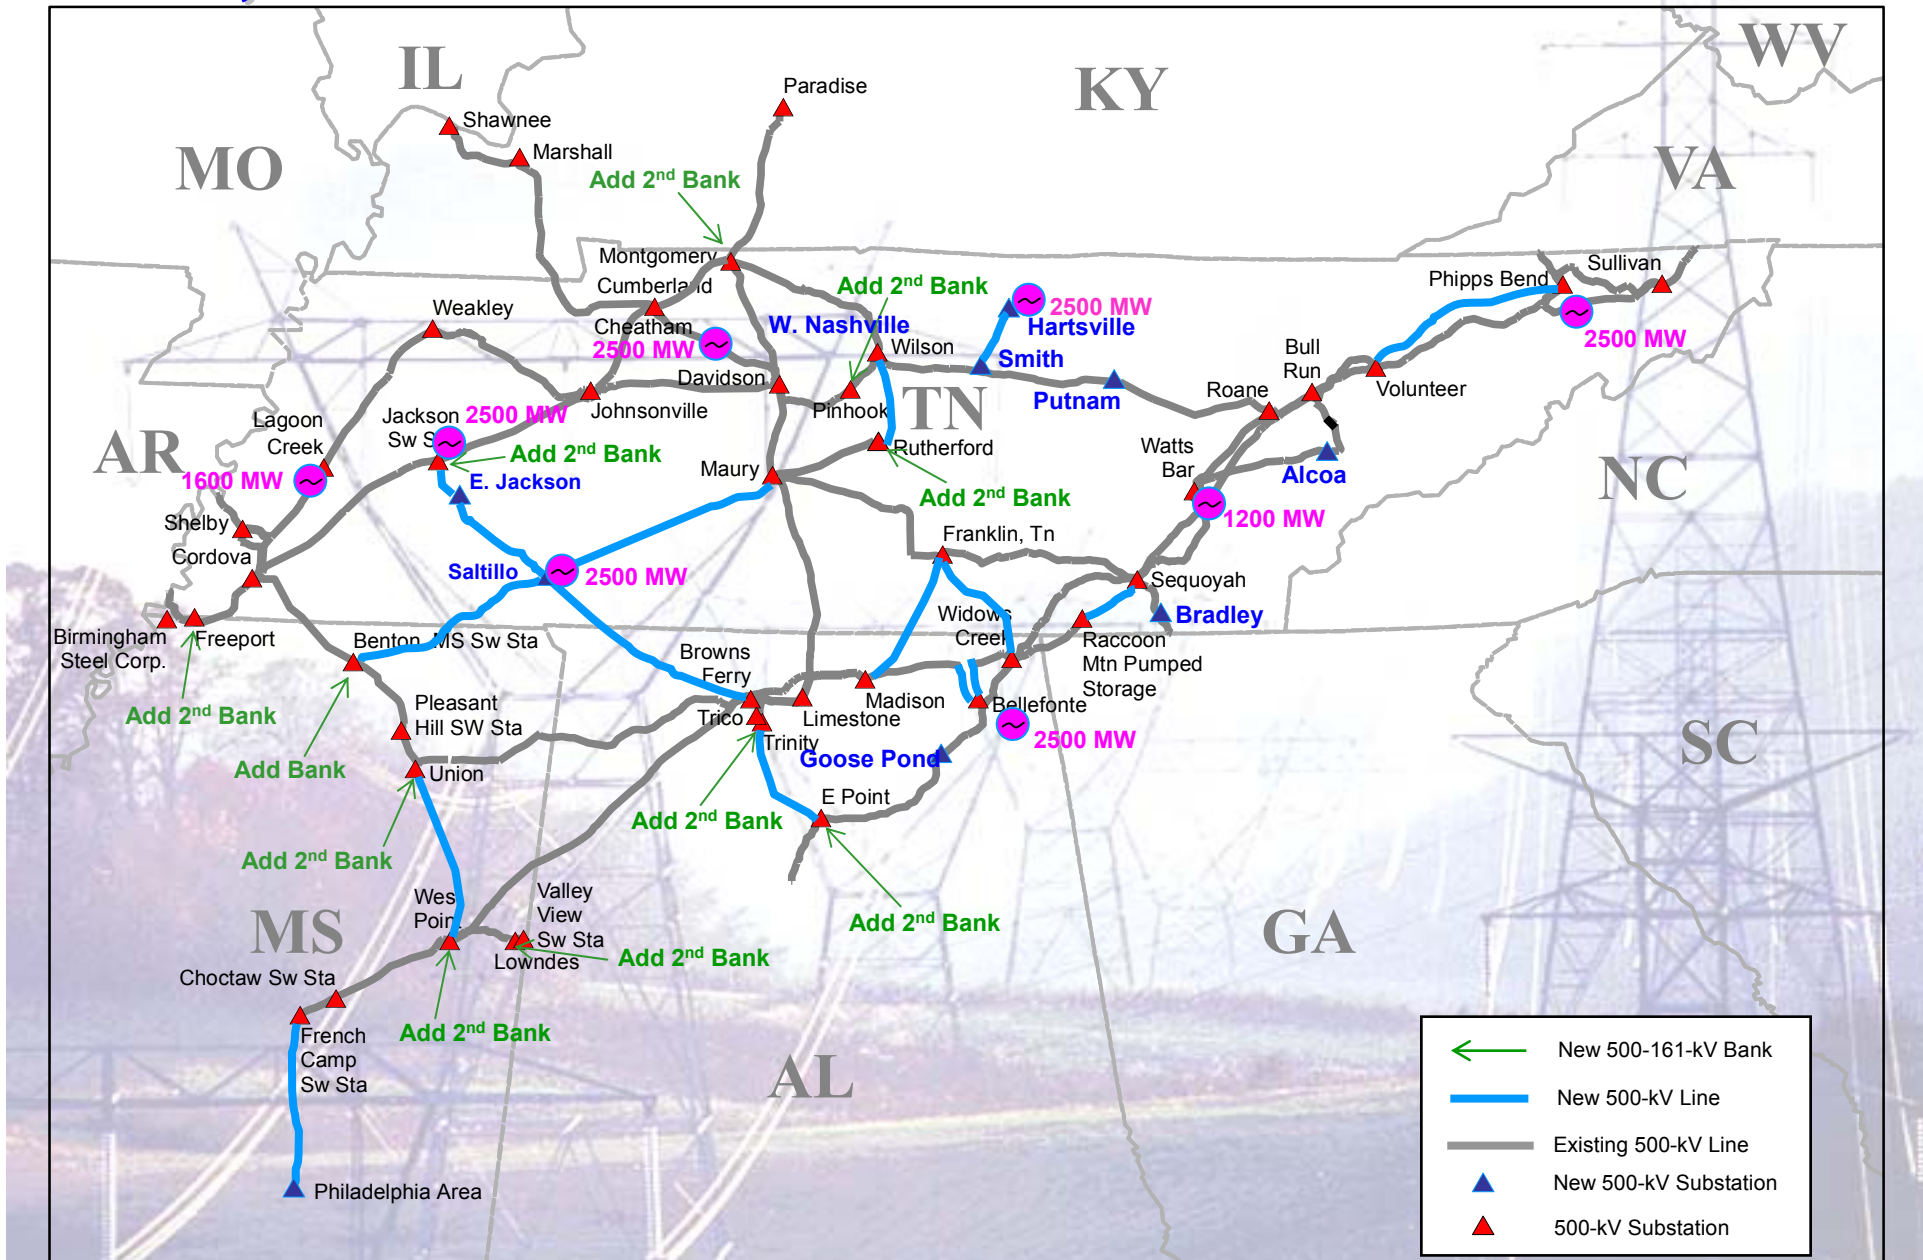 WV
IL
KY
Paradise
Shawnee
Marshall
MO
VA
Add 2nd Bank
Montgomery
Sullivan
Phipps Bend
Cumberland
Add 2nd Bank
2500 MW
Weakley
W. Nashville
Hartsville
Cheatham
2500 MW
2500 MW
Wilson
Smith
Bull
Run
Davidson
Roane
Volunteer
Johnsonville
Pinhook
TN
Putnam
Lagoon
Creek
Jackson
Sw S
2500 MW
AR
Add 2nd Bank
Rutherford
Watts
Bar
Maury
Alcoa
NC
1600 MW
E. Jackson
Add 2nd Bank
1200 MW
Shelby
Cordova
Franklin, Tn
Saltillo
2500 MW
Sequoyah
Widows
Creek
Bradley
Birmingham
Steel Corp.
Freeport
Benton, MS Sw Sta
Raccoon
Mtn Pumped
Storage
Browns
Ferry
Add 2nd Bank
Pleasant
Hill SW Sta
Madison
Bellefonte
Trico
Limestone
Trinity
2500 MW
SC
Goose Pond
Add Bank
Union
E Point
Add 2nd Bank
Add 2nd Bank
Wes
Point
Valley
View
Sw Sta
Add 2nd Bank
MS
GA
Lowndes
Add 2nd Bank
Choctaw Sw Sta
Add 2nd Bank
French
Camp
Sw Sta
AL
Philadelphia Area
New 500-161-kV Bank
New 500-kV Line
Existing 500-kV Line
New 500-kV Substation
500-kV Substation